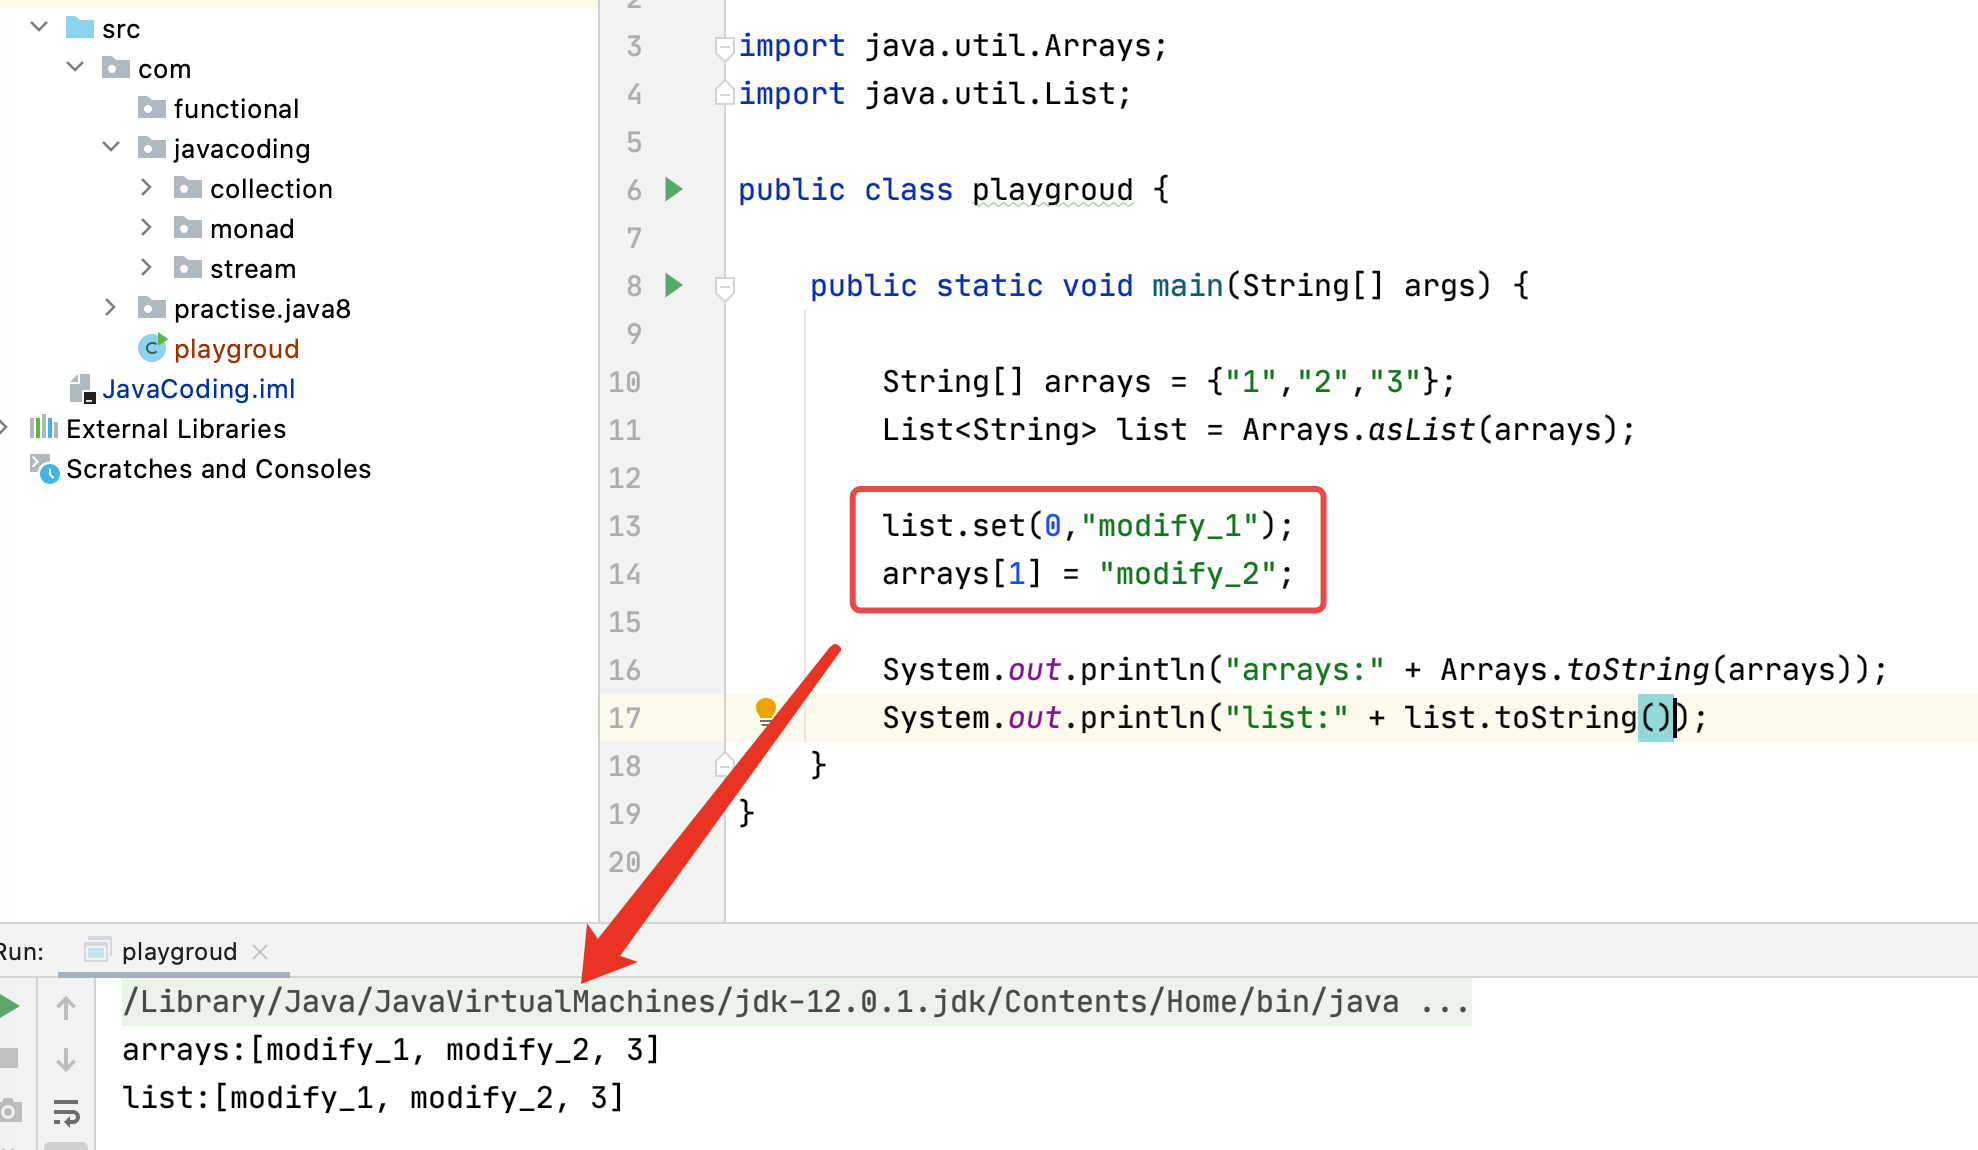 src
com
functional
javacoding
collection
monad
stream
practise.java8
playgroud
JavaCoding.iml
External Libraries
Scratches and Consoles
2
3 import java.util.Arrays;
4 import java.util.List;
5
6 public class playgroud {
7
8 public static void main(String[] args) {
9
10 String[] arrays = {"1","2","3"};
11 List<String> list = Arrays.asList(arrays);
12
13 list.set(0,"modify_1");
14 arrays[1] = "modify_2";
15
16 System.out.println("arrays:" + Arrays.toString(arrays));
17 System.out.println("list:" + list.toString());
18 }
19 }
20
Run: playgroud
/Library/Java/JavaVirtualMachines/jdk-12.0.1.jdk/Contents/Home/bin/java ...
arrays:[modify_1, modify_2, 3]
list:[modify_1, modify_2, 3]